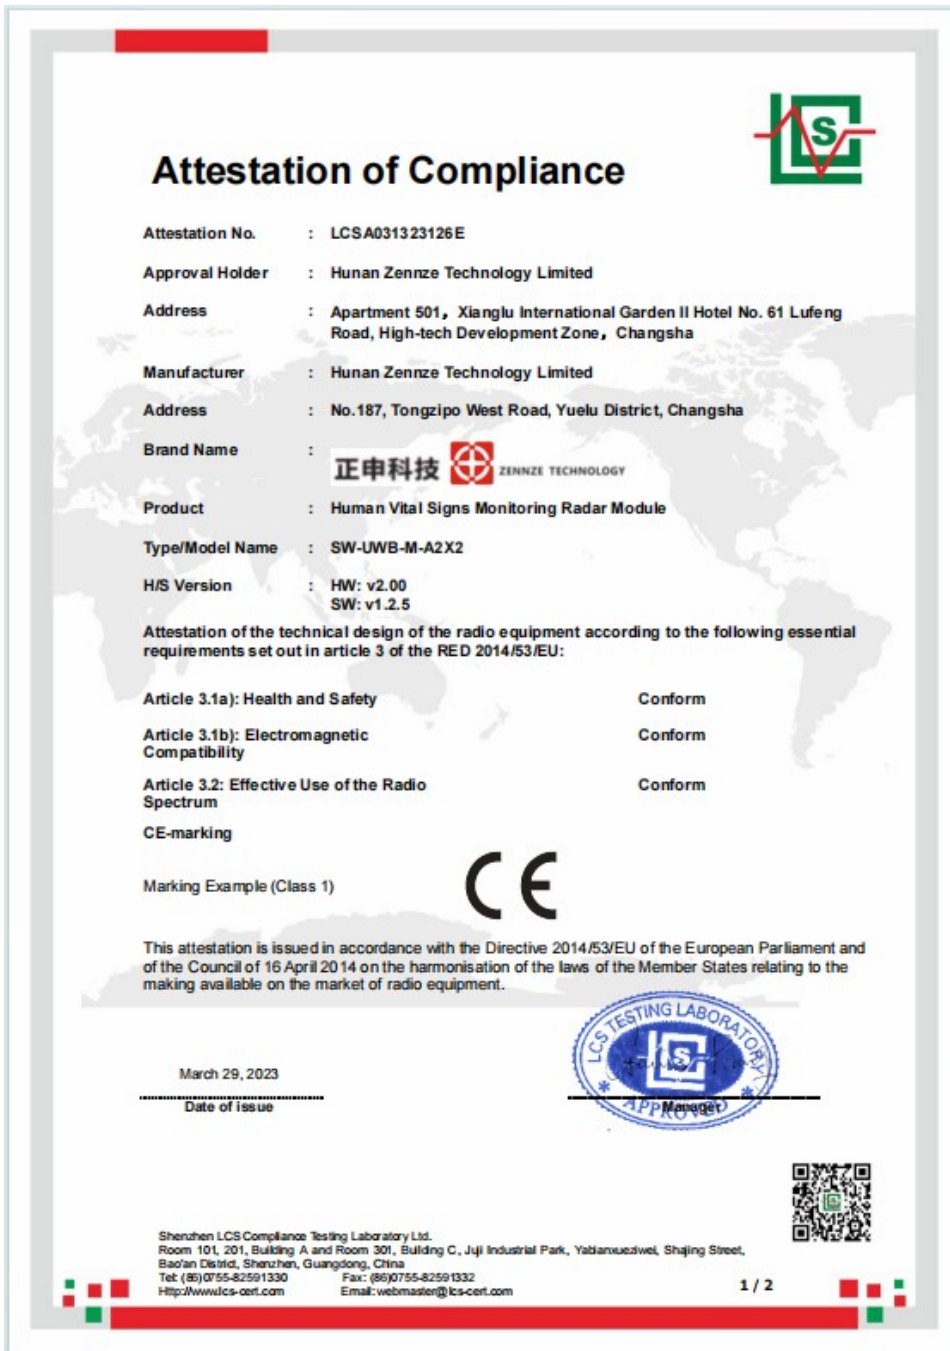 LCS
Attestation of Compliance
Attestation No. : LCSA031323126E
Approval Holder : Hunan Zennze Technology Limited
Address : Apartment 501，Xianglu International Garden II Hotel No. 61 Lufeng
Road, High-tech Development Zone，Changsha
Manufacturer : Hunan Zennze Technology Limited
Address : No.187, Tongzipo West Road, Yuelu District, Changsha
Brand Name : 正申科技 ZENNZE TECHNOLOGY
Product : Human Vital Signs Monitoring Radar Module
Type/Model Name : SW-UWB-M-A2X2
H/S Version : HW: v2.00
SW: v1.2.5
Attestation of the technical design of the radio equipment according to the following essential
requirements set out in article 3 of the RED 2014/53/EU:
Article 3.1a): Health and Safety Conform
Article 3.1b): Electromagnetic Conform
Compatibility
Article 3.2: Effective Use of the Radio Conform
Spectrum
CE-marking
Marking Example (Class 1) CE
This attestation is issued in accordance with the Directive 2014/53/EU of the European Parliament and
of the Council of 16 April 2014 on the harmonisation of the laws of the Member States relating to the
making available on the market of radio equipment.
LCS TESTING LABORATORY
LCS
APPROVED
March 29, 2023
Date of issue Manager
Shenzhen LCS Compliance Testing Laboratory Ltd.
Room 101, 201, Building A and Room 301, Building C, Juji Industrial Park, Yabianxueziwei, Shajing Street,
Bao'an District, Shenzhen, Guangdong, China
Tel: (86)0755-82591330 Fax: (86)0755-82591332
Http://www.lcs-cert.com Email: webmaster@lcs-cert.com
1 / 2